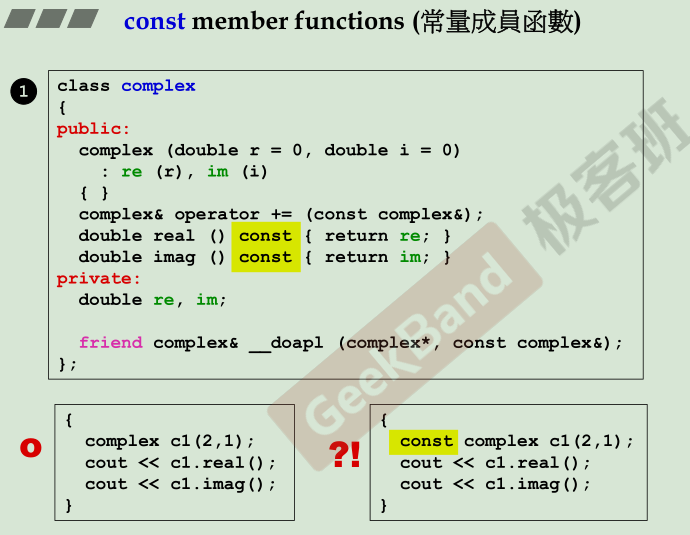 const member functions (常量成員函數)
1
class complex
{
public:
  complex (double r = 0, double i = 0)
    : re (r), im (i)
  { }
  complex& operator += (const complex&);
  double real () const { return re; }
  double imag () const { return im; }
private:
  double re, im;
  friend complex& __doapl (complex*, const complex&);
};
GeeKBand 极客班
o
{
  complex c1(2,1);
  cout << c1.real();
  cout << c1.imag();
}
?!
{
  const complex c1(2,1);
  cout << c1.real();
  cout << c1.imag();
}